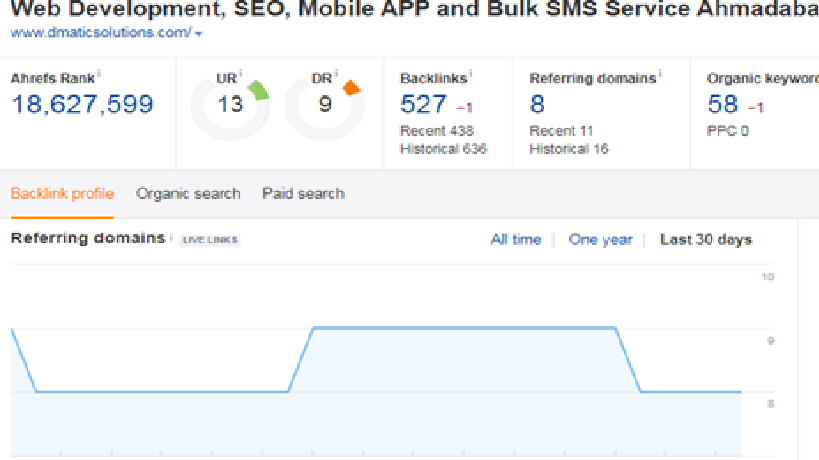 Web Development, SEO, Mobile APP and Bulk SMS Service Ahmadaba
www.dmaticsolutions.com/
Ahrefs Rank i
18,627,599
UR i
13
DR i
9
Backlinks i
527 -1
Recent 438
Historical 636
Referring domains i
8
Recent 11
Historical 16
Organic keyword
58 -1
PPC 0
Backlink profile Organic search Paid search
Referring domains i LIVE LINKS
All time One year Last 30 days
10
9
8